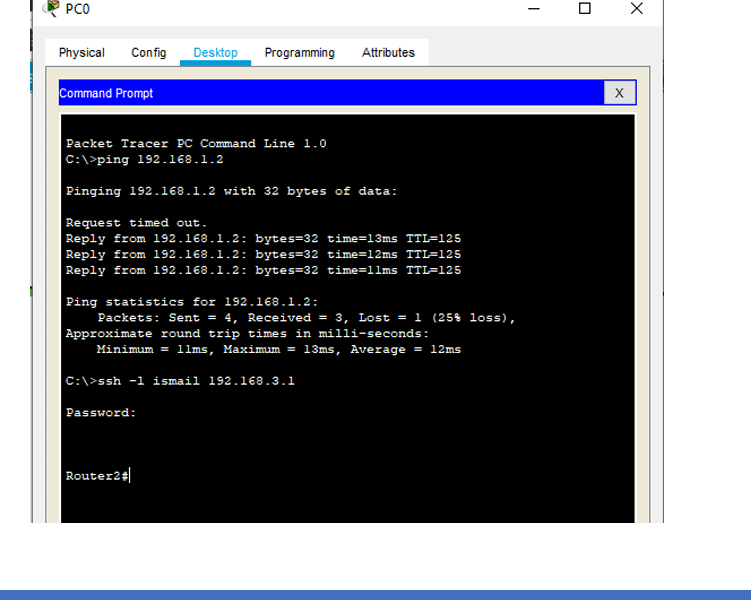 PC0
Physical Config Desktop Programming Attributes
Command Prompt X
Packet Tracer PC Command Line 1.0
C:\>ping 192.168.1.2
Pinging 192.168.1.2 with 32 bytes of data:
Request timed out.
Reply from 192.168.1.2: bytes=32 time=13ms TTL=125
Reply from 192.168.1.2: bytes=32 time=12ms TTL=125
Reply from 192.168.1.2: bytes=32 time=11ms TTL=125
Ping statistics for 192.168.1.2:
Packets: Sent = 4, Received = 3, Lost = 1 (25% loss),
Approximate round trip times in milli-seconds:
Minimum = 11ms, Maximum = 13ms, Average = 12ms
C:\>ssh -l ismail 192.168.3.1
Password:
Router2#